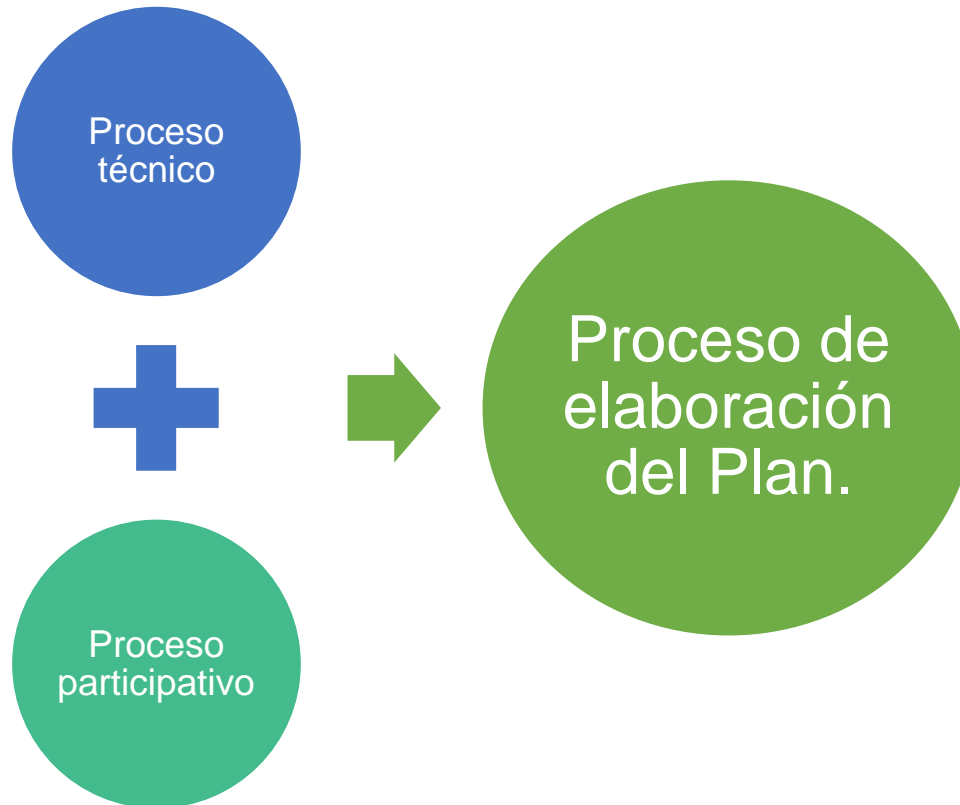 Proceso
técnico
Proceso
participativo
Proceso de
elaboración
del Plan.